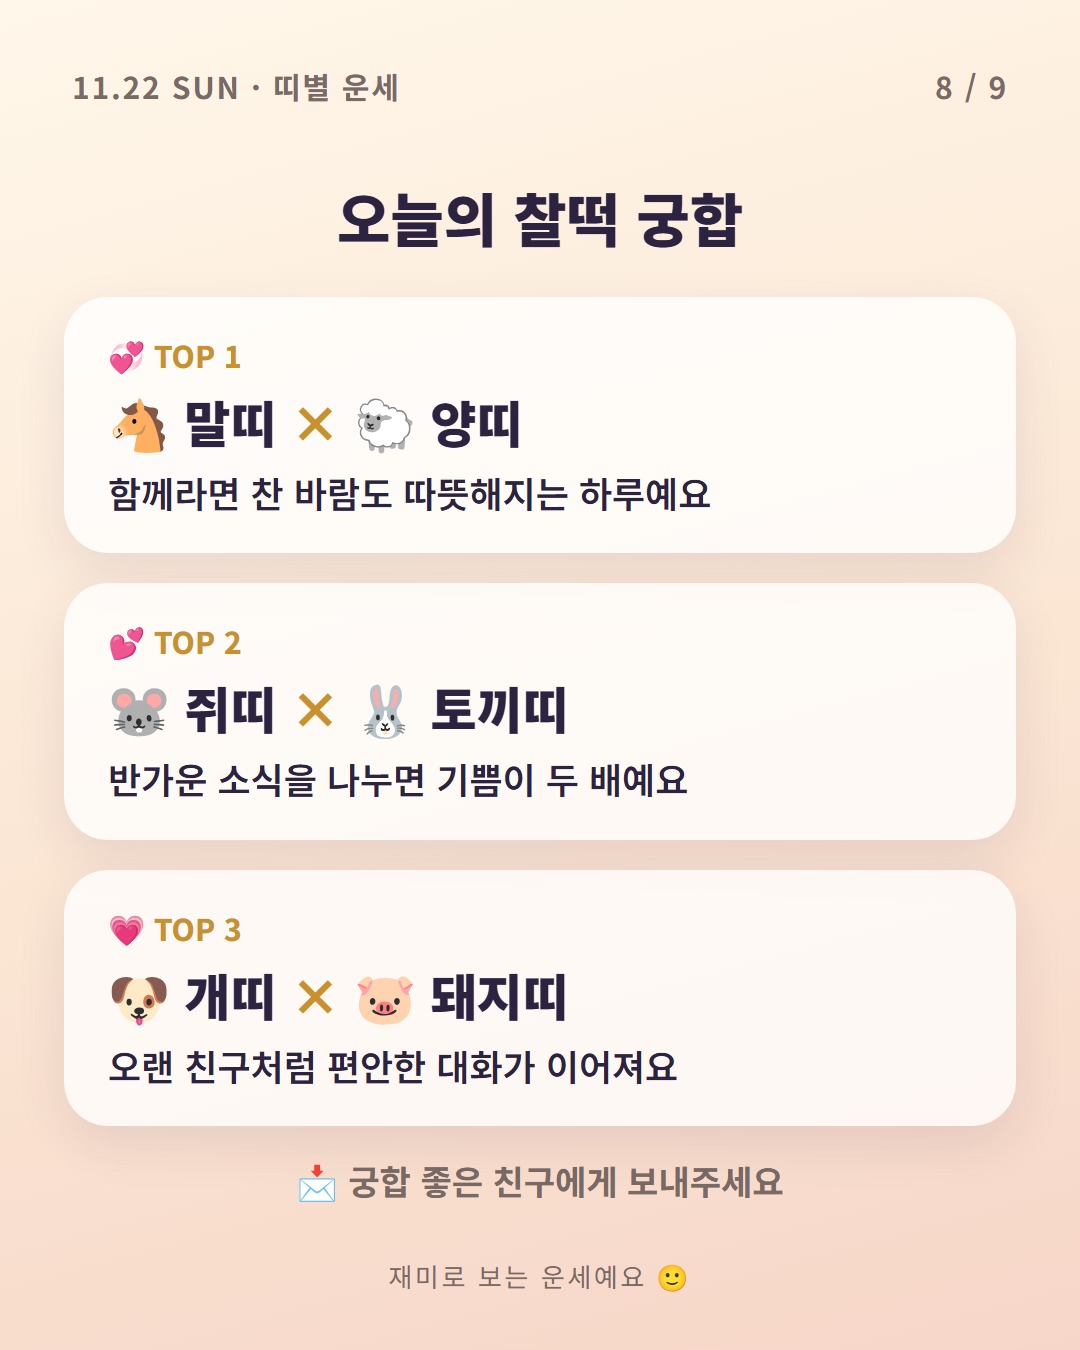 11.22 SUN · 띠별 운세
8 / 9
오늘의 찰떡 궁합
💞 TOP 1
🐴 말띠 × 🐑 양띠
함께라면 찬 바람도 따뜻해지는 하루예요
💕 TOP 2
🐭 쥐띠 × 🐰 토끼띠
반가운 소식을 나누면 기쁨이 두 배예요
💗 TOP 3
🐶 개띠 × 🐷 돼지띠
오랜 친구처럼 편안한 대화가 이어져요
📩 궁합 좋은 친구에게 보내주세요
재미로 보는 운세예요 🙂